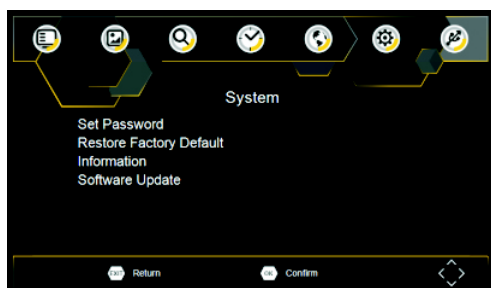 System
Set Password
Restore Factory Default
Information
Software Update
EXIT Return OK Confirm